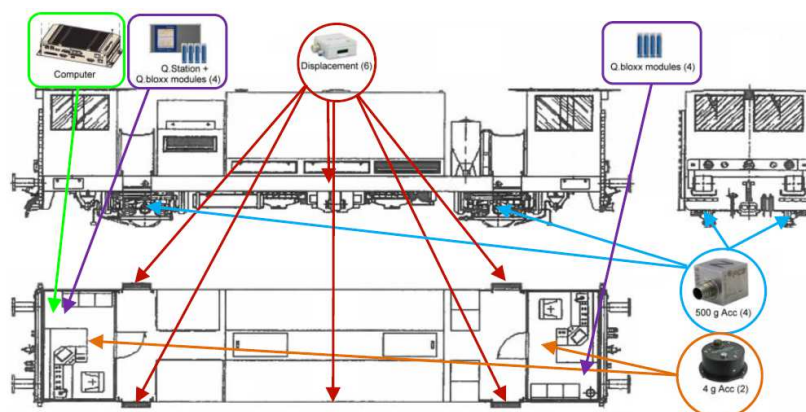 Computer
Q.Station +
Q.bloxx modules (4)
Displacement (6)
Q.bloxx modules (4)
500 g Acc (4)
4 g Acc (2)